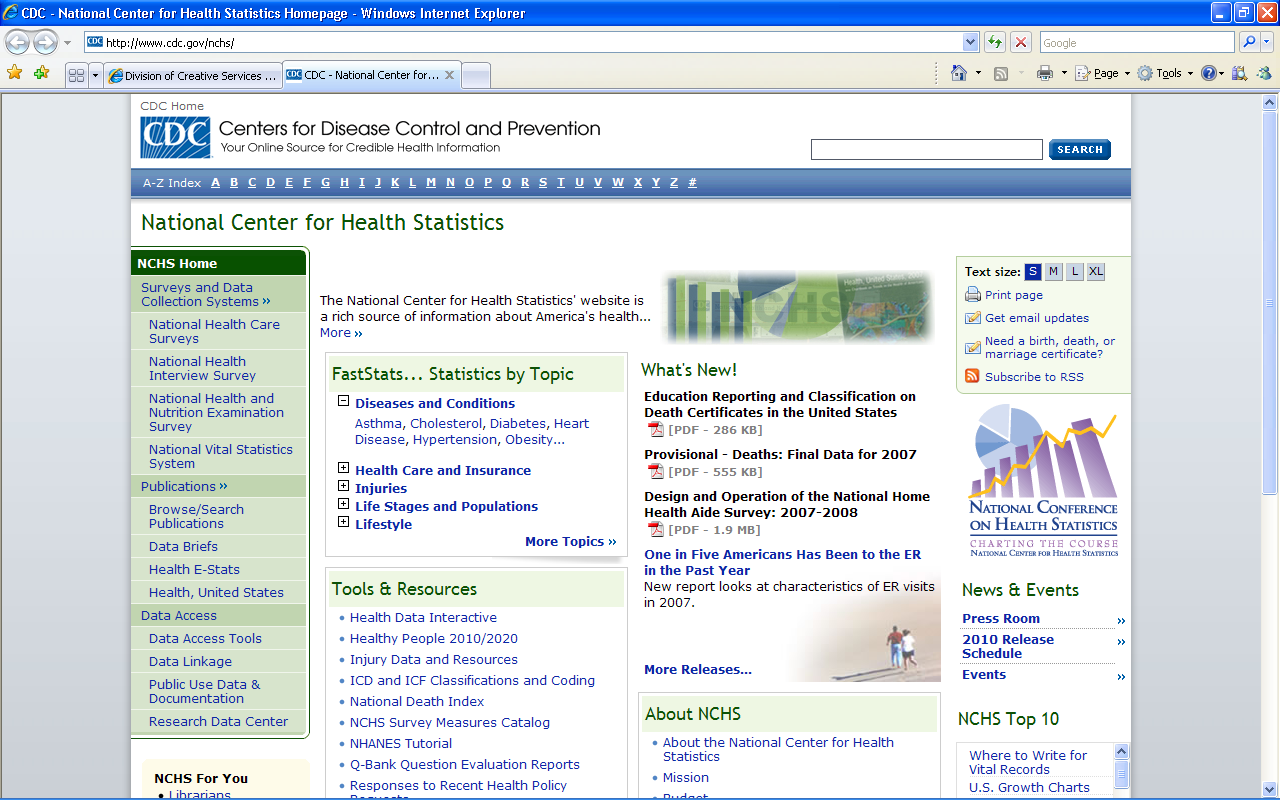 CDC - National Center for Health Statistics Homepage - Windows Internet Explorer
http://www.cdc.gov/nchs/
Google
Division of Creative Services ...
CDC - National Center for...
Page
Tools
CDC Home
CDC
Centers for Disease Control and Prevention
Your Online Source for Credible Health Information
SEARCH
A-Z Index A B C D E F G H I J K L M N O P Q R S T U V W X Y Z #
National Center for Health Statistics
NCHS Home
Surveys and Data
Collection Systems »
National Health Care
Surveys
National Health
Interview Survey
National Health and
Nutrition Examination
Survey
National Vital Statistics
System
Publications »
Browse/Search
Publications
Data Briefs
Health E-Stats
Health, United States
Data Access
Data Access Tools
Data Linkage
Public Use Data &
Documentation
Research Data Center
NCHS For You
• Librarians
The National Center for Health Statistics' website is
a rich source of information about America's health...
More »
NCHS
FastStats... Statistics by Topic
Diseases and Conditions
Asthma, Cholesterol, Diabetes, Heart
Disease, Hypertension, Obesity...
Health Care and Insurance
Injuries
Life Stages and Populations
Lifestyle
More Topics »
Tools & Resources
• Health Data Interactive
• Healthy People 2010/2020
• Injury Data and Resources
• ICD and ICF Classifications and Coding
• National Death Index
• NCHS Survey Measures Catalog
• NHANES Tutorial
• Q-Bank Question Evaluation Reports
• Responses to Recent Health Policy
Requests
What's New!
Education Reporting and Classification on
Death Certificates in the United States
[PDF - 286 KB]
Provisional - Deaths: Final Data for 2007
[PDF - 555 KB]
Design and Operation of the National Home
Health Aide Survey: 2007-2008
[PDF - 1.9 MB]
One in Five Americans Has Been to the ER
in the Past Year
New report looks at characteristics of ER visits
in 2007.
More Releases...
About NCHS
• About the National Center for Health
Statistics
• Mission
• Budget
Text size: S M L XL
Print page
Get email updates
Need a birth, death, or
marriage certificate?
Subscribe to RSS
NATIONAL CONFERENCE
ON HEALTH STATISTICS
CHARTING THE COURSE
NATIONAL CENTER FOR HEALTH STATISTICS
News & Events
Press Room »
2010 Release
Schedule »
Events »
NCHS Top 10
Where to Write for
Vital Records
U.S. Growth Charts